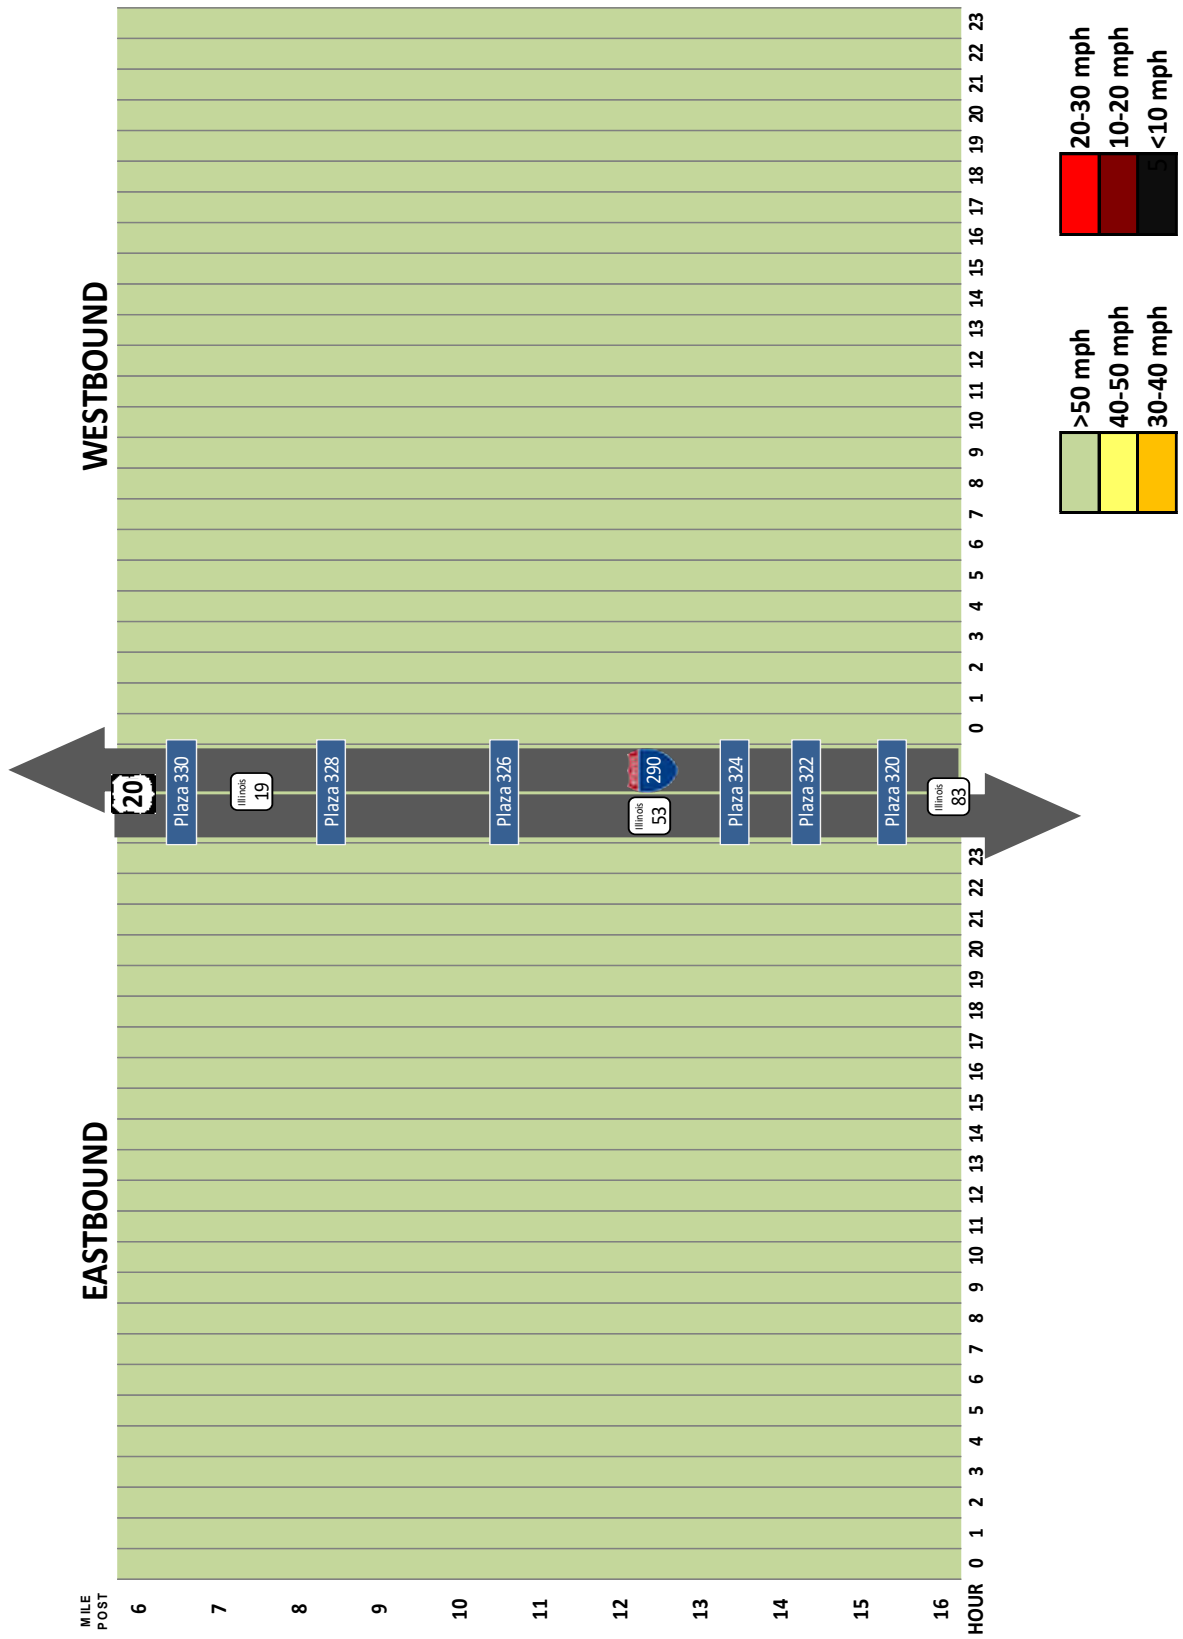 EASTBOUND
WESTBOUND
MILE
POST
6
7
8
9
10
11
12
13
14
15
16
20
Plaza 330
Illinois
19
Plaza 328
Plaza 326
Illinois
53
290
Plaza 324
Plaza 322
Plaza 320
Illinois
83
HOUR 0 1 2 3 4 5 6 7 8 9 10 11 12 13 14 15 16 17 18 19 20 21 22 23
0 1 2 3 4 5 6 7 8 9 10 11 12 13 14 15 16 17 18 19 20 21 22 23
>50 mph
40-50 mph
30-40 mph
20-30 mph
10-20 mph
5 <10 mph